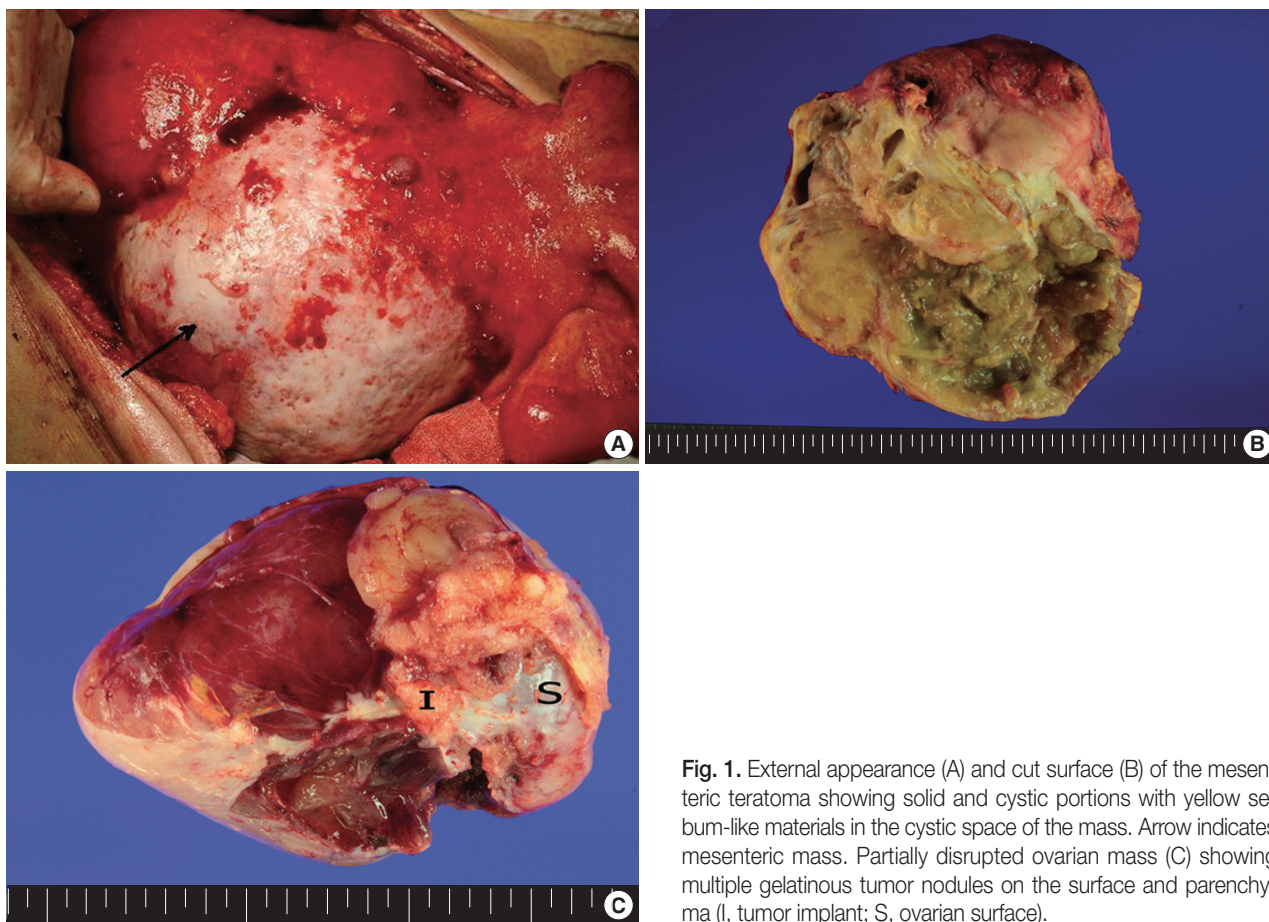 A
B
I
S
C
Fig. 1. External appearance (A) and cut surface (B) of the mesen-
teric teratoma showing solid and cystic portions with yellow se-
bum-like materials in the cystic space of the mass. Arrow indicates
mesenteric mass. Partially disrupted ovarian mass (C) showing
multiple gelatinous tumor nodules on the surface and parenchy-
ma (I, tumor implant; S, ovarian surface).